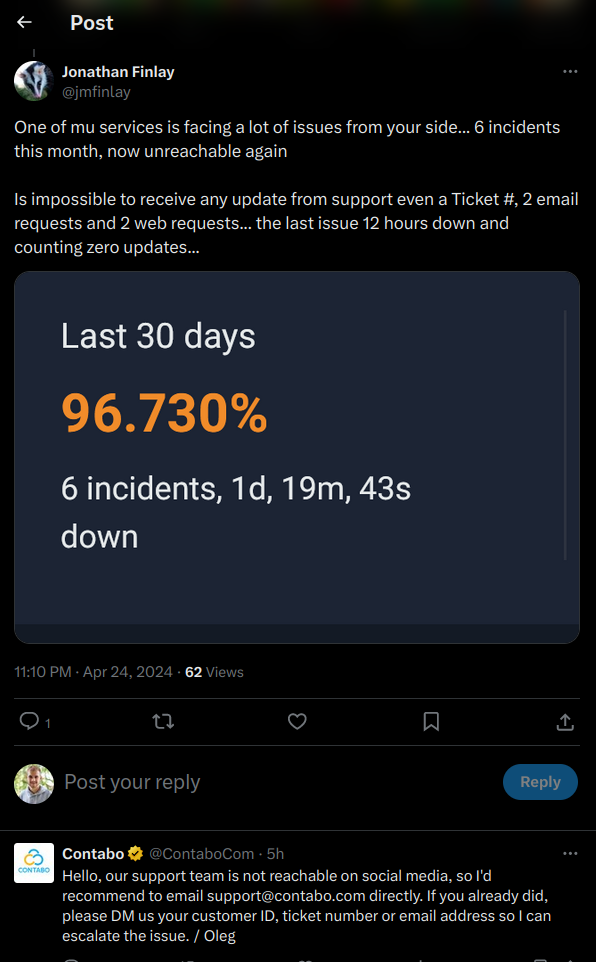 Post
Jonathan Finlay
@jmfinlay
One of mu services is facing a lot of issues from your side... 6 incidents
this month, now unreachable again
Is impossible to receive any update from support even a Ticket #, 2 email
requests and 2 web requests... the last issue 12 hours down and
counting zero updates...
Last 30 days
96.730%
6 incidents, 1d, 19m, 43s
down
11:10 PM · Apr 24, 2024 · 62 Views
1
Post your reply
Reply
CONTABO
Contabo @ContaboCom · 5h
Hello, our support team is not reachable on social media, so I'd
recommend to email support@contabo.com directly. If you already did,
please DM us your customer ID, ticket number or email address so I can
escalate the issue. / Oleg